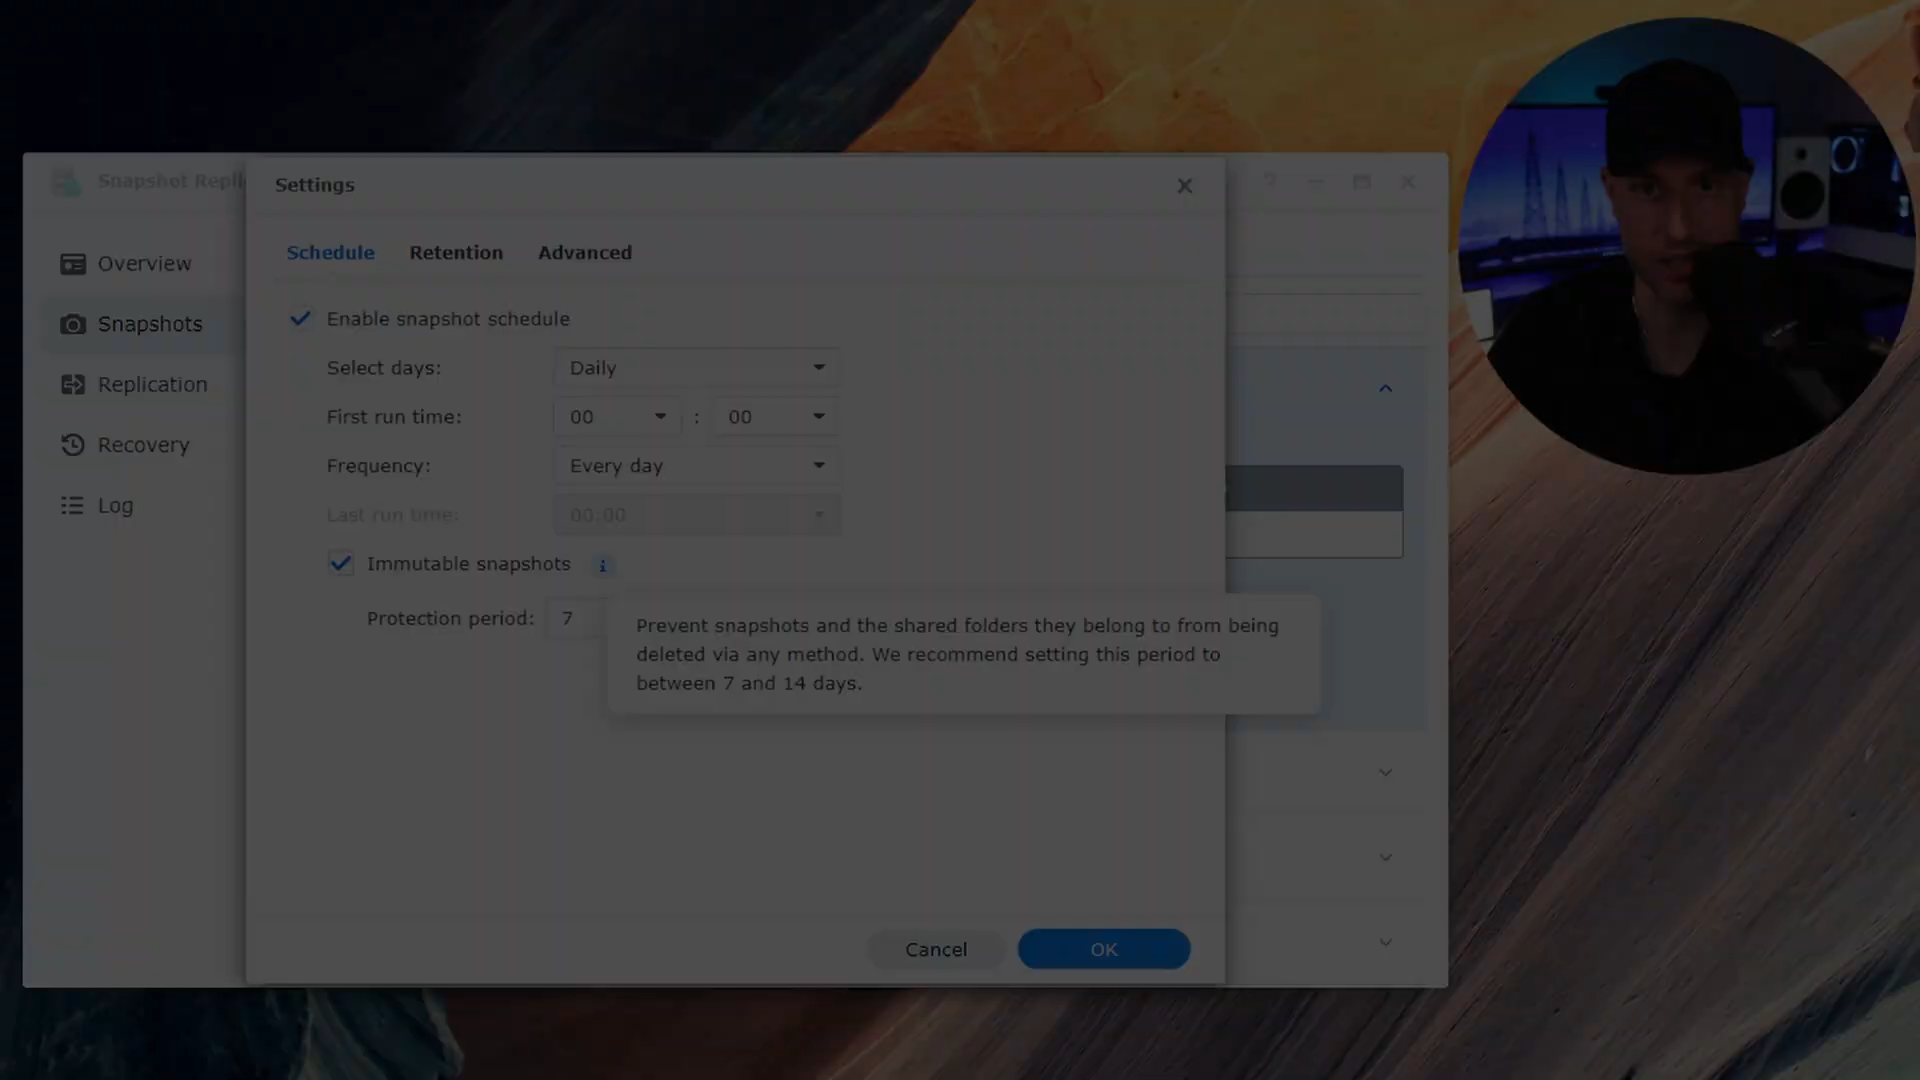 Snapshot Repli
Settings
Overview
Snapshots
Replication
Recovery
Log
Schedule Retention Advanced
Enable snapshot schedule
Select days: Daily
First run time: 00 : 00
Frequency: Every day
Last run time: 00:00
Immutable snapshots i
Protection period: 7
Prevent snapshots and the shared folders they belong to from being
deleted via any method. We recommend setting this period to
between 7 and 14 days.
Cancel OK